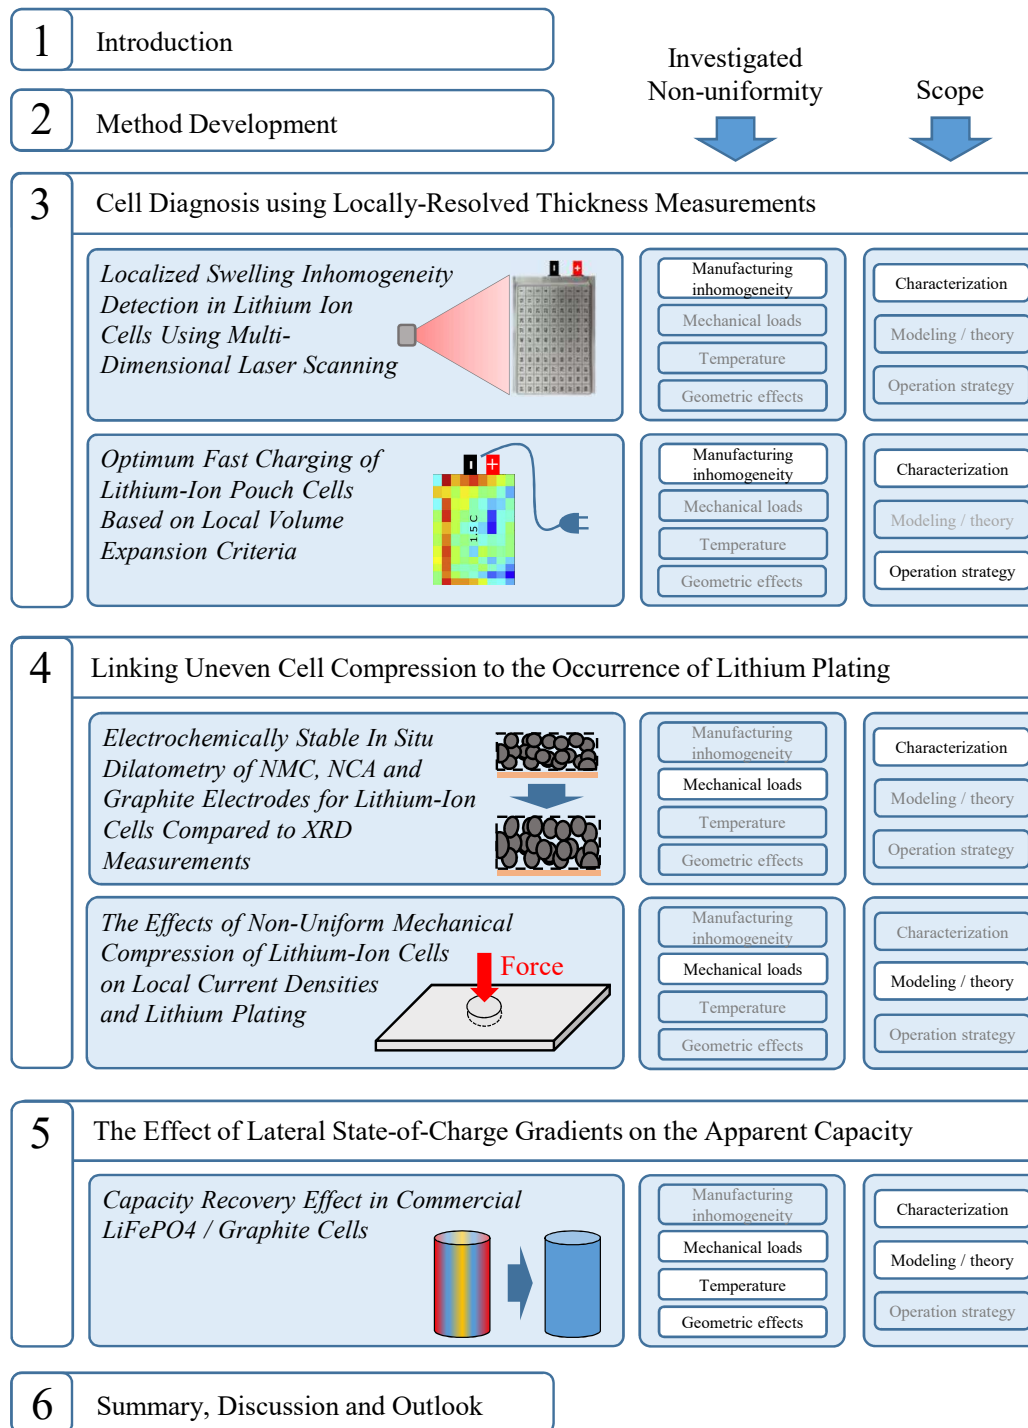 1
Introduction
Investigated
Non-uniformity
Scope
2
Method Development
3
Cell Diagnosis using Locally-Resolved Thickness Measurements
Localized Swelling Inhomogeneity
Detection in Lithium Ion
Cells Using Multi-
Dimensional Laser Scanning
Manufacturing
inhomogeneity
Mechanical loads
Temperature
Geometric effects
Characterization
Modeling / theory
Operation strategy
Optimum Fast Charging of
Lithium-Ion Pouch Cells
Based on Local Volume
Expansion Criteria
1.5 C
Manufacturing
inhomogeneity
Mechanical loads
Temperature
Geometric effects
Characterization
Modeling / theory
Operation strategy
4
Linking Uneven Cell Compression to the Occurrence of Lithium Plating
Electrochemically Stable In Situ
Dilatometry of NMC, NCA and
Graphite Electrodes for Lithium-Ion
Cells Compared to XRD
Measurements
Manufacturing
inhomogeneity
Mechanical loads
Temperature
Geometric effects
Characterization
Modeling / theory
Operation strategy
The Effects of Non-Uniform Mechanical
Compression of Lithium-Ion Cells
on Local Current Densities
and Lithium Plating
Force
Manufacturing
inhomogeneity
Mechanical loads
Temperature
Geometric effects
Characterization
Modeling / theory
Operation strategy
5
The Effect of Lateral State-of-Charge Gradients on the Apparent Capacity
Capacity Recovery Effect in Commercial
LiFePO4 / Graphite Cells
Manufacturing
inhomogeneity
Mechanical loads
Temperature
Geometric effects
Characterization
Modeling / theory
Operation strategy
6
Summary, Discussion and Outlook